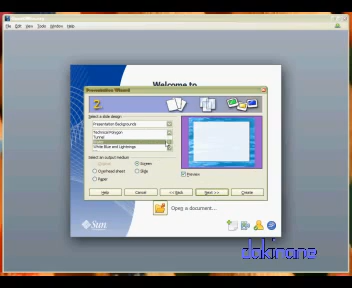 File Edit View Tools Window Help
Welcome to
Presentation Wizard
2
Select a slide design
Presentation Backgrounds
Technical Polygon
Tunnel
White Blue and Lightnings
Select an output medium
Screen
Overhead sheet
Slide
Paper
Preview
Help
Cancel
<< Back
Next >>
Create
Open a document...
Sun